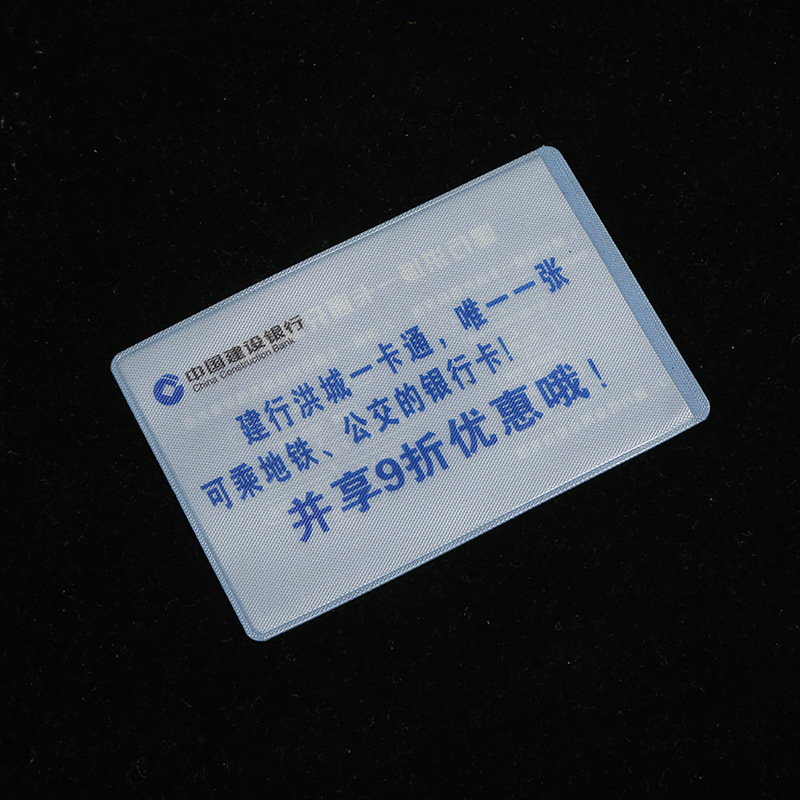 中国建设银行
China Construction Bank
建行洪城一卡通，唯一一张
可乘地铁、公交的银行卡！
并享9折优惠哦！